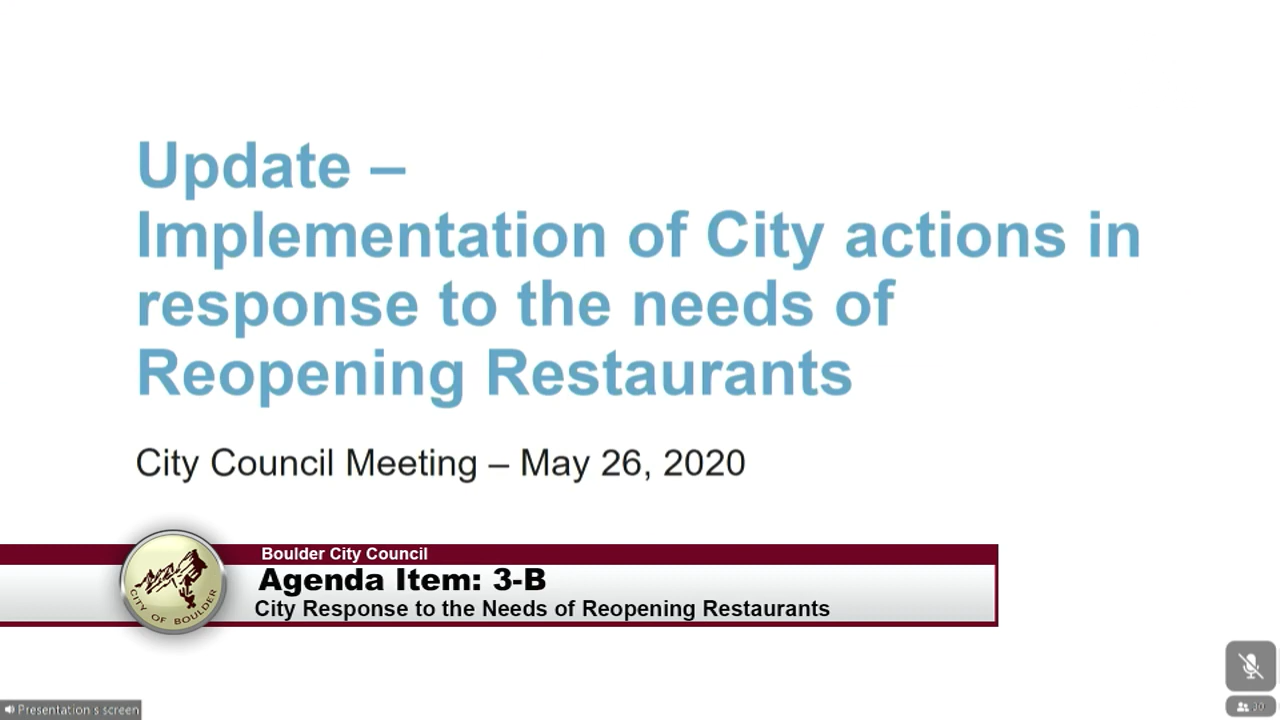 Update –
Implementation of City actions in
response to the needs of
Reopening Restaurants
City Council Meeting – May 26, 2020
Boulder City Council
Agenda Item: 3-B
City Response to the Needs of Reopening Restaurants
CITY OF BOULDER
Presentation s screen